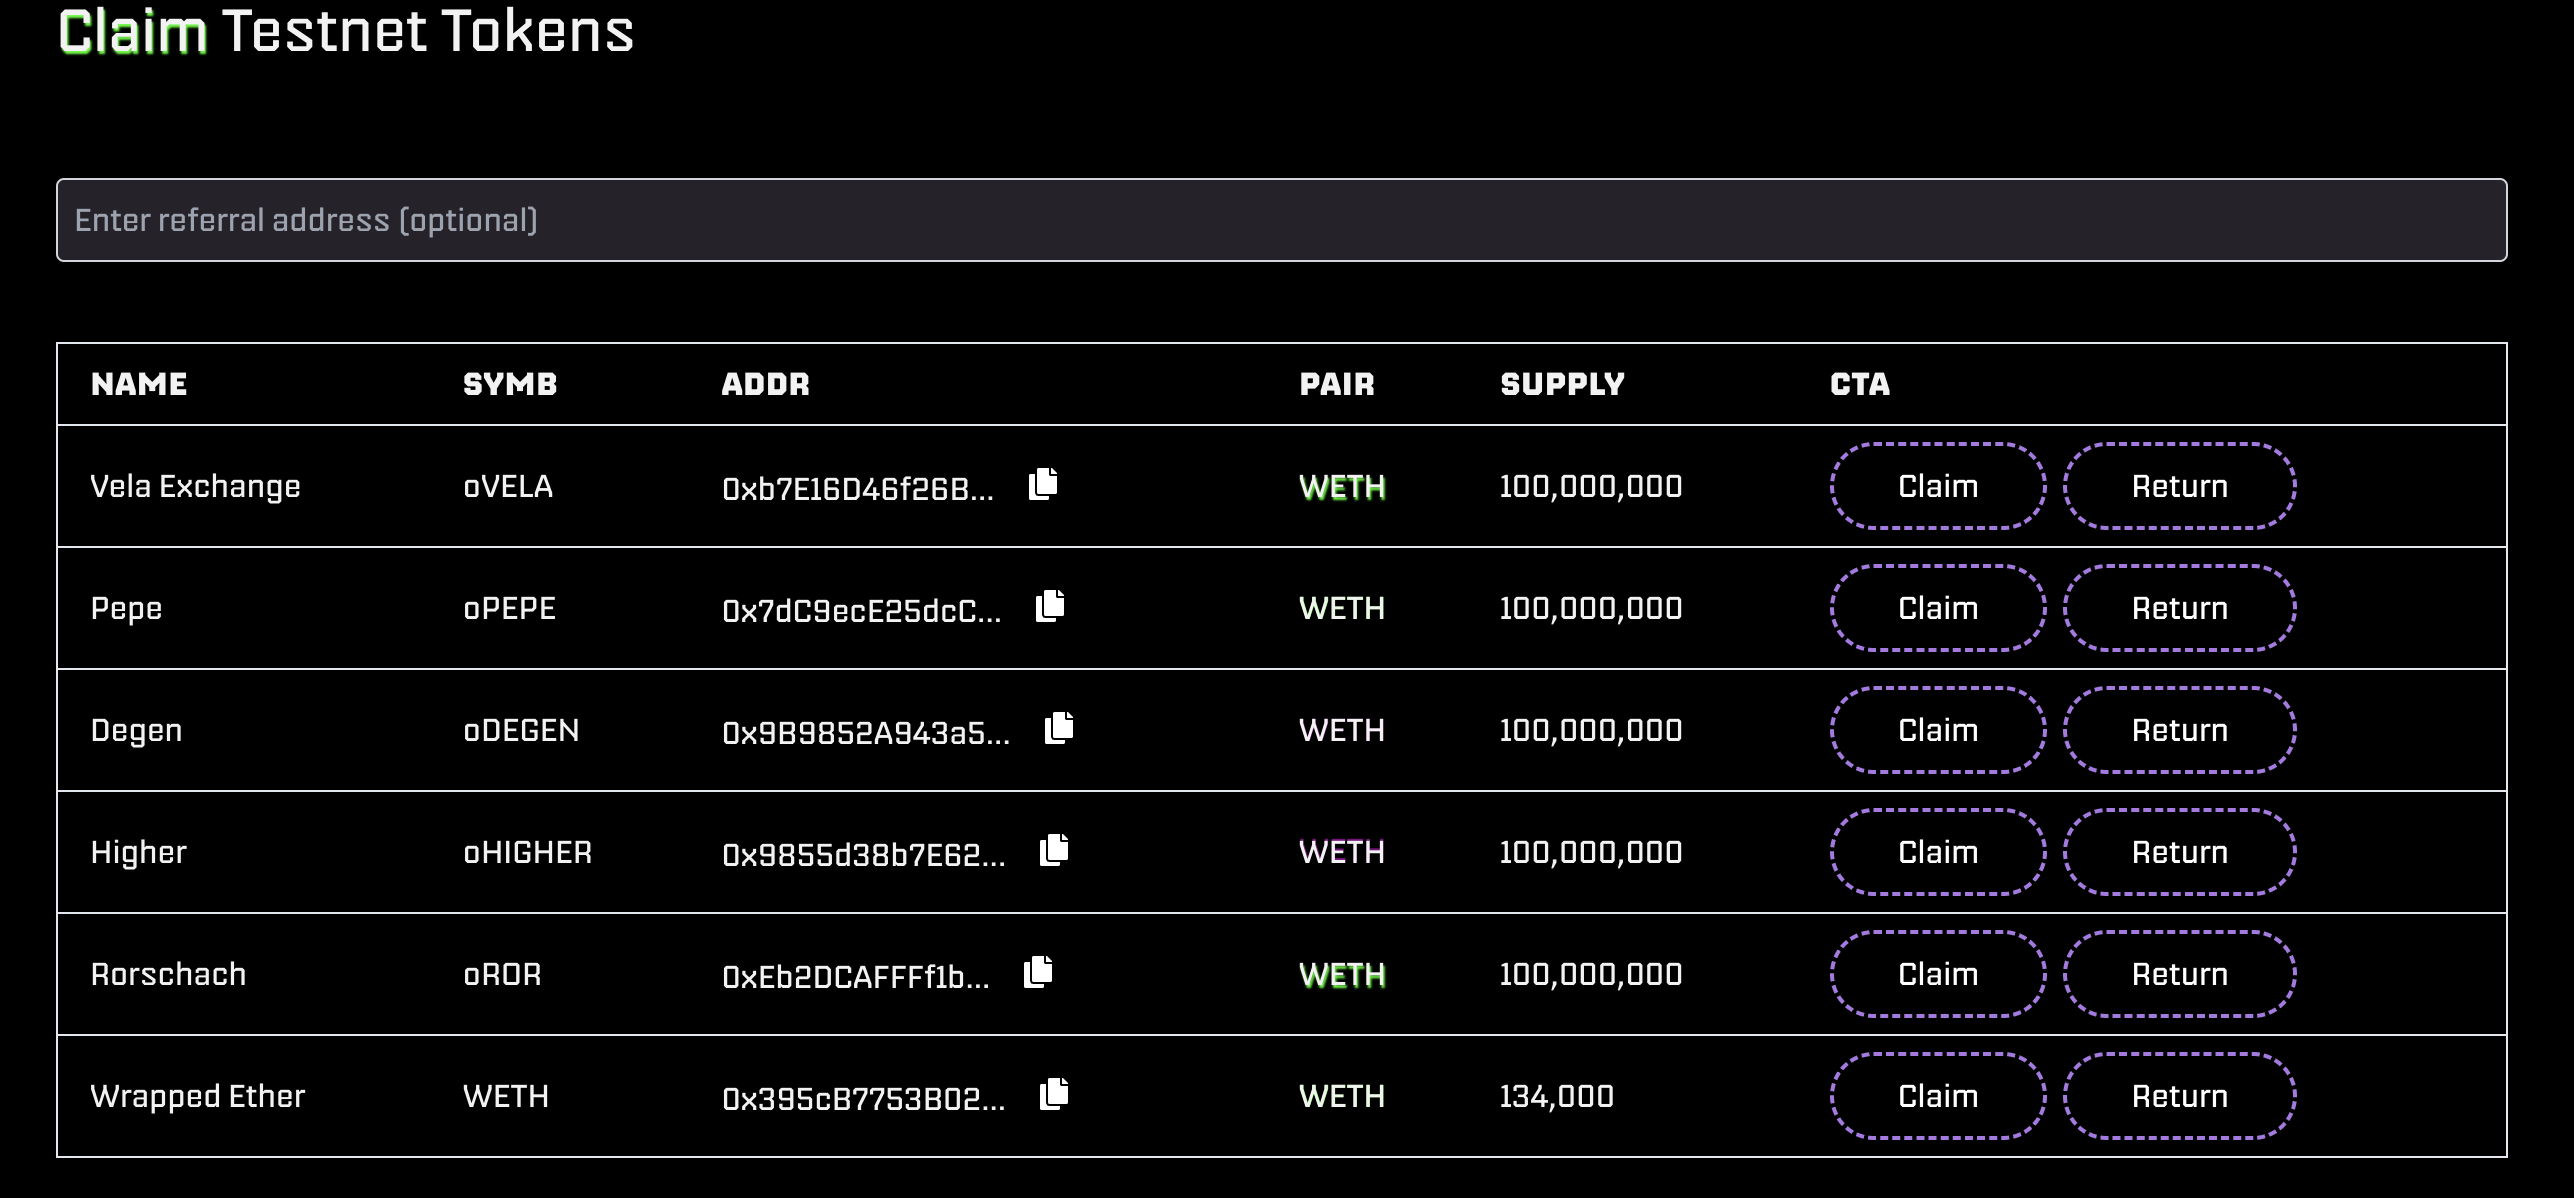 Claim Testnet Tokens
Enter referral address (optional)
NAME SYMB ADDR PAIR SUPPLY CTA
Vela Exchange oVELA 0xb7E16D46f26B... WETH 100,000,000 Claim Return
Pepe oPEPE 0x7dC9ecE25dcC... WETH 100,000,000 Claim Return
Degen oDEGEN 0x9B9852A943a5... WETH 100,000,000 Claim Return
Higher oHIGHER 0x9855d38b7E62... WETH 100,000,000 Claim Return
Rorschach oROR 0xEb2DCAFFFf1b... WETH 100,000,000 Claim Return
Wrapped Ether WETH 0x395cB7753B02... WETH 134,000 Claim Return